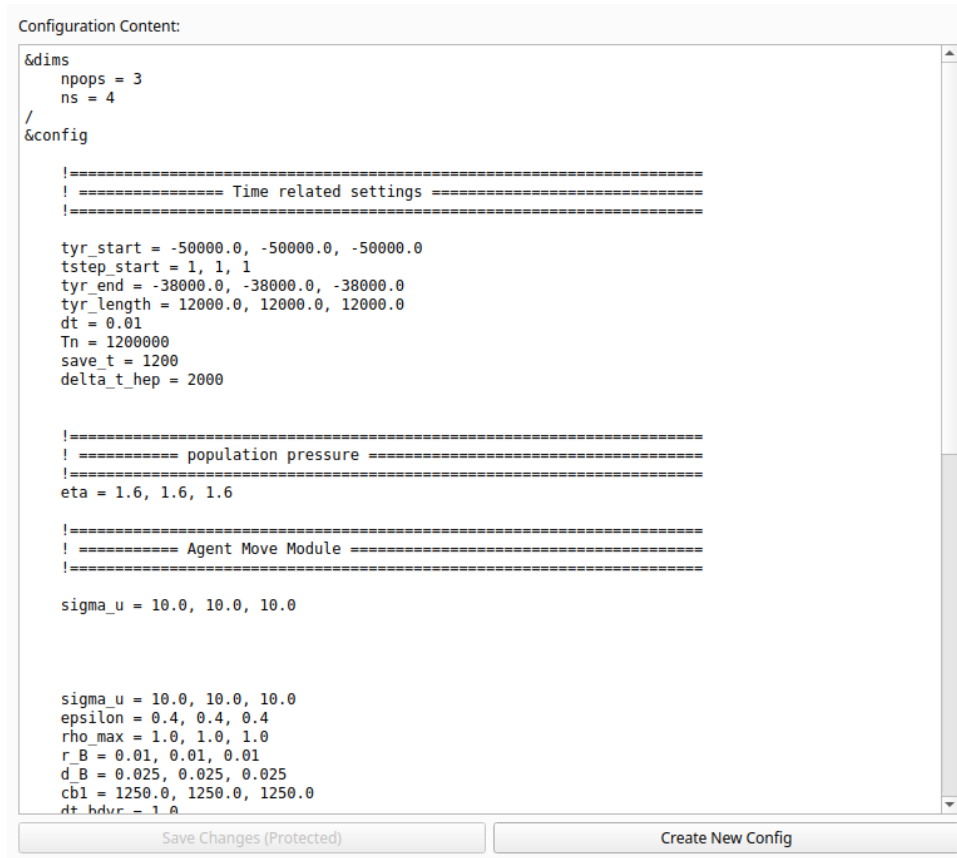 Configuration Content:
&dims
    npops = 3
    ns = 4
/
&config
    !======================================================================
    ! ================ Time related settings ==============================
    !======================================================================
    tyr_start = -50000.0, -50000.0, -50000.0
    tstep_start = 1, 1, 1
    tyr_end = -38000.0, -38000.0, -38000.0
    tyr_length = 12000.0, 12000.0, 12000.0
    dt = 0.01
    Tn = 1200000
    save_t = 1200
    delta_t_hep = 2000
    !======================================================================
    ! =========== population pressure =====================================
    !======================================================================
    eta = 1.6, 1.6, 1.6
    !======================================================================
    ! =========== Agent Move Module =======================================
    !======================================================================
    sigma_u = 10.0, 10.0, 10.0
    sigma_u = 10.0, 10.0, 10.0
    epsilon = 0.4, 0.4, 0.4
    rho_max = 1.0, 1.0, 1.0
    r_B = 0.01, 0.01, 0.01
    d_B = 0.025, 0.025, 0.025
    cb1 = 1250.0, 1250.0, 1250.0
    dt_bdyr = 1.0
Save Changes (Protected)
Create New Config